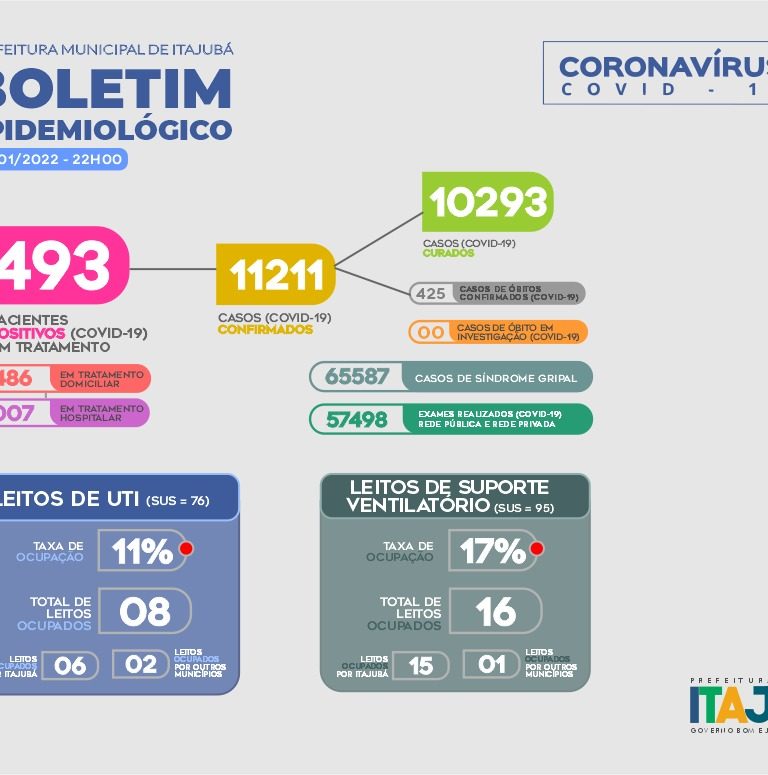 FEITURA MUNICIPAL DE ITAJUBÁ
BOLETIM
PIDEMIOLÓGICO
01/2022 - 22H00
CORONAVÍRUS
COVID - 1
493
ACIENTES
OSITIVOS (COVID-19)
M TRATAMENTO
486
EM TRATAMENTO
DOMICILIAR
007
EM TRATAMENTO
HOSPITALAR
11211
CASOS (COVID-19)
CONFIRMADOS
10293
CASOS (COVID-19)
CURADOS
425
CASOS DE ÓBITOS
CONFIRMADOS (COVID-19)
00
CASOS DE ÓBITO EM
INVESTIGAÇÃO (COVID-19)
65587
CASOS DE SÍNDROME GRIPAL
57498
EXAMES REALIZADOS (COVID-19)
REDE PÚBLICA E REDE PRIVADA
LEITOS DE UTI (SUS = 76)
TAXA DE
OCUPAÇÃO
11%
TOTAL DE
LEITOS
OCUPADOS
08
LEITOS
OCUPADOS
POR ITAJUBÁ
06
02
LEITOS
OCUPADOS
POR OUTROS
MUNICÍPIOS
LEITOS DE SUPORTE
VENTILATÓRIO (SUS = 95)
TAXA DE
OCUPAÇÃO
17%
TOTAL DE
LEITOS
OCUPADOS
16
LEITOS
OCUPADOS
POR ITAJUBÁ
15
01
LEITOS
OCUPADOS
POR OUTROS
MUNICÍPIOS
PREFEITURA
ITAJ
GOVERNO BOM É